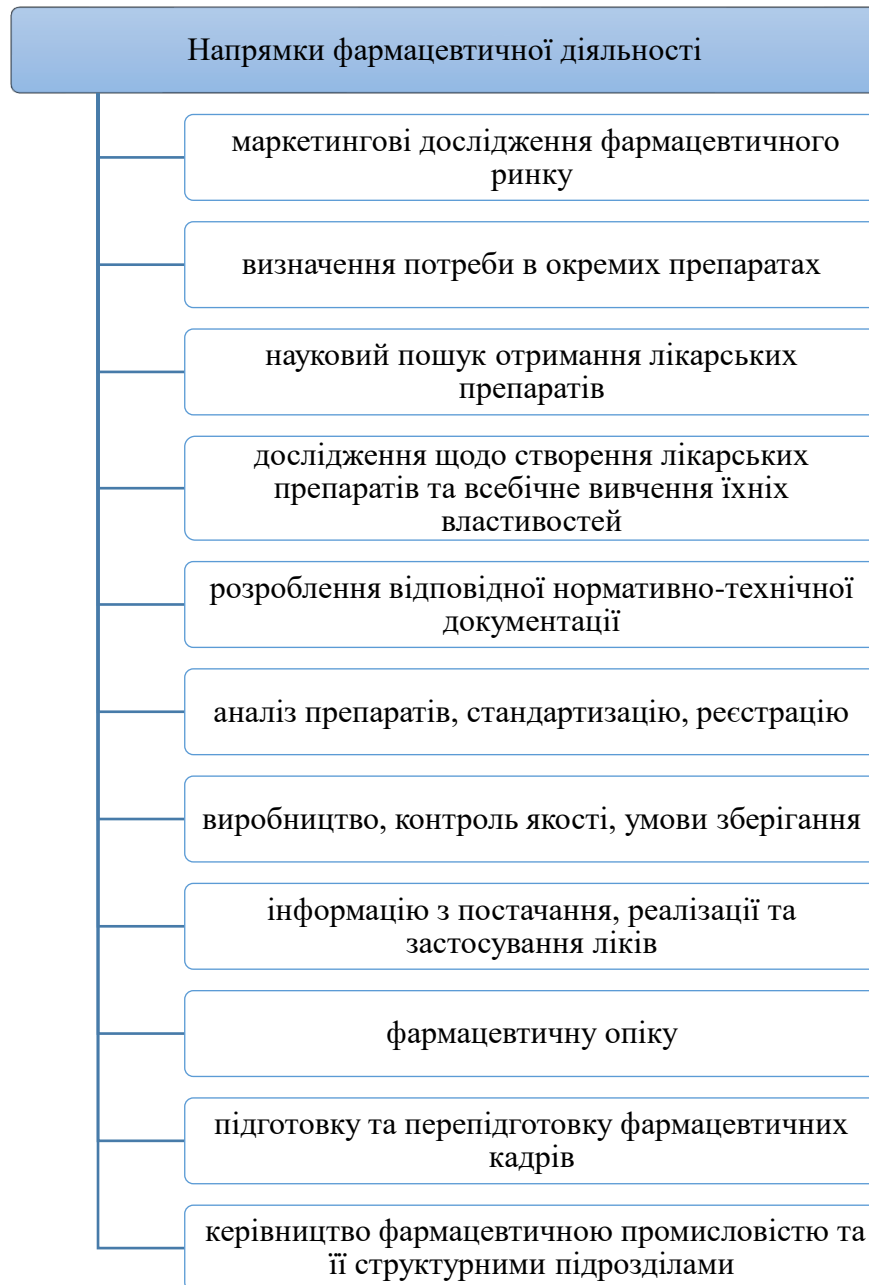 Напрямки фармацевтичної діяльності
маркетингові дослідження фармацевтичного
ринку
визначення потреби в окремих препаратах
науковий пошук отримання лікарських
препаратів
дослідження щодо створення лікарських
препаратів та всебічне вивчення їхніх
властивостей
розроблення відповідної нормативно-технічної
документації
аналіз препаратів, стандартизацію, реєстрацію
виробництво, контроль якості, умови зберігання
інформацію з постачання, реалізації та
застосування ліків
фармацевтичну опіку
підготовку та перепідготовку фармацевтичних
кадрів
керівництво фармацевтичною промисловістю та
її структурними підрозділами